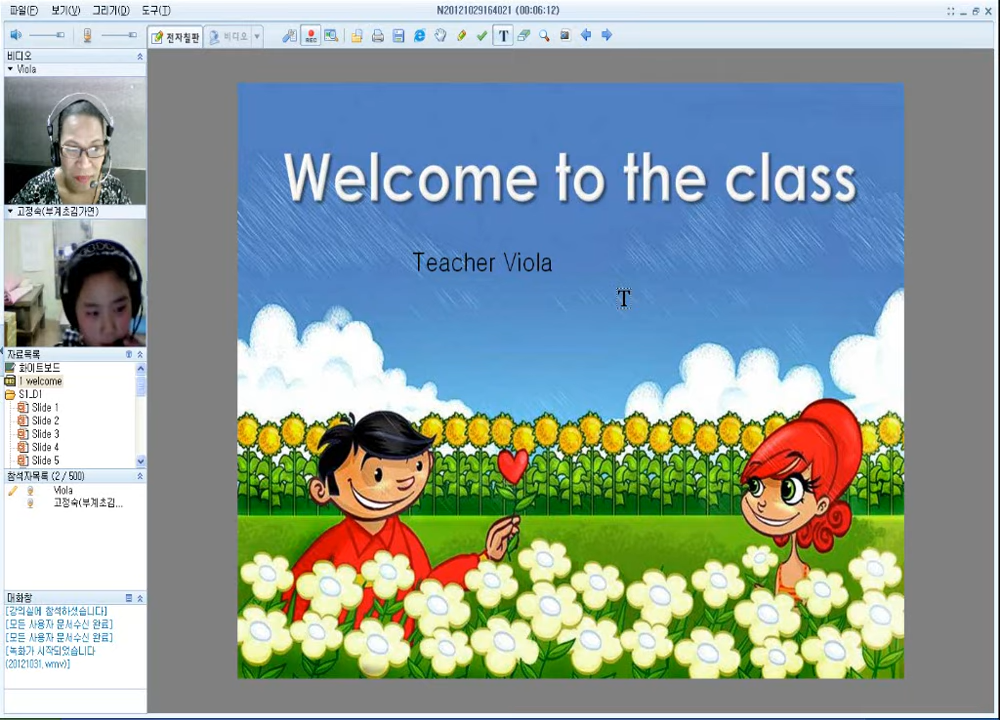 파일(F) 보기(V) 그리기(D) 도구(T)
N20121029164021 (00:06:12)
전자칠판 비디오
REC
T
비디오
Viola
고정숙(부계초김가연)
자료목록
화이트보드
1 welcome
Slide 1
Slide 2
Slide 3
Slide 4
Slide 5
참석자목록 (2 / 500)
Viola
고정숙(부계초김...
대화창
[강의실에 참석하셨습니다]
[모든 사용자 문서수신 완료]
[모든 사용자 문서수신 완료]
[녹화가 시작되었습니다
(20121031.wmv)]
Welcome to the class
Teacher Viola